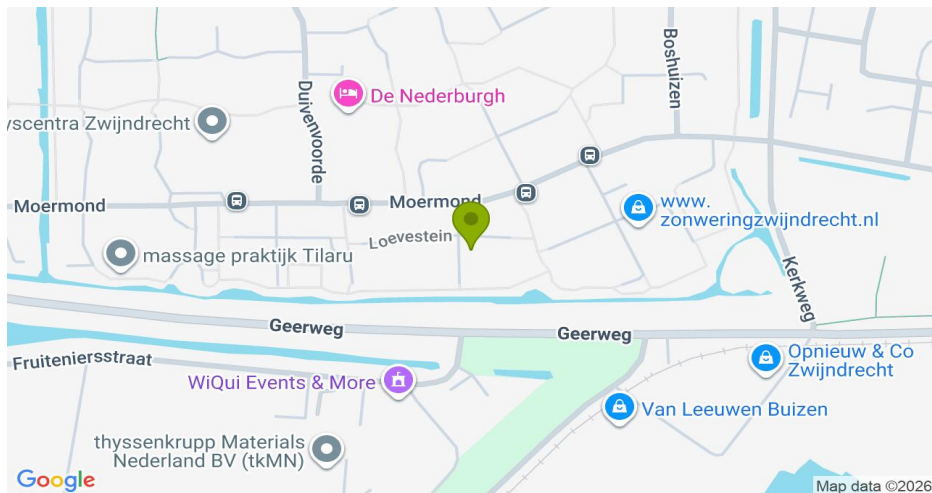 Boshuizen
Duivenvoorde
De Nederburgh
yscentra Zwijndrecht
Moermond
Moermond
www.
zonweringzwijndrecht.nl
Loevestein
massage praktijk Tilaru
Kerkweg
Geerweg
Geerweg
Fruiteniersstraat
Opnieuw & Co
Zwijndrecht
WiQui Events & More
Van Leeuwen Buizen
thyssenkrupp Materials
Nederland BV (tkMN)
Google
Map data ©2026